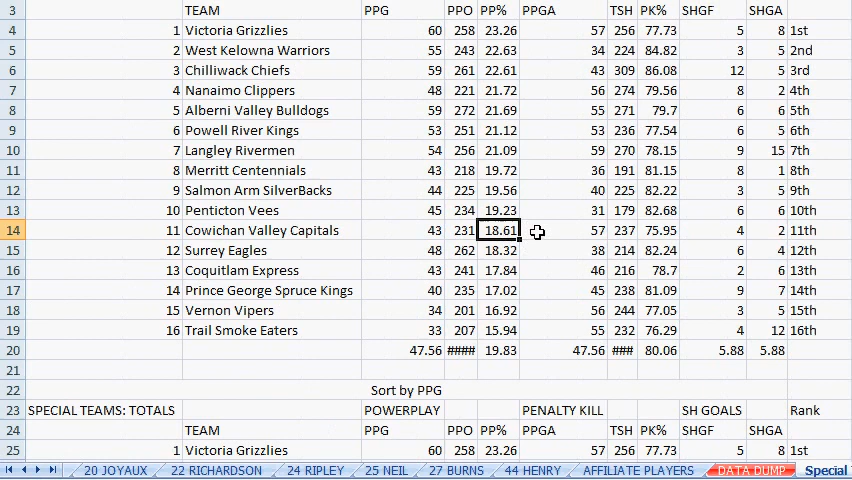 3 TEAM PPG PPO PP% PPGA TSH PK% SHGF SHGA
4 1 Victoria Grizzlies 60 258 23.26 57 256 77.73 5 8 1st
5 2 West Kelowna Warriors 55 243 22.63 34 224 84.82 3 5 2nd
6 3 Chilliwack Chiefs 59 261 22.61 43 309 86.08 12 5 3rd
7 4 Nanaimo Clippers 48 221 21.72 56 274 79.56 8 2 4th
8 5 Alberni Valley Bulldogs 59 272 21.69 55 271 79.7 6 6 5th
9 6 Powell River Kings 53 251 21.12 53 236 77.54 6 2 6th
10 7 Langley Rivermen 54 256 21.09 59 270 78.15 9 15 7th
11 8 Merritt Centennials 43 218 19.72 36 191 81.15 8 1 8th
12 9 Salmon Arm SilverBacks 44 225 19.56 40 225 82.22 3 5 9th
13 10 Penticton Vees 45 234 19.23 31 179 82.68 6 6 10th
14 11 Cowichan Valley Capitals 43 231 18.61 57 237 75.95 4 2 11th
15 12 Surrey Eagles 48 262 18.32 38 214 82.24 6 4 12th
16 13 Coquitlam Express 43 241 17.84 46 216 78.7 2 6 13th
17 14 Prince George Spruce Kings 40 235 17.02 45 238 81.09 9 7 14th
18 15 Vernon Vipers 34 201 16.92 56 244 77.05 3 8 15th
19 16 Trail Smoke Eaters 33 207 15.94 55 232 76.29 4 12 16th
20 47.56 #### 19.83 47.56 ### 80.06 5.88 5.88
21
22 Sort by PPG
23 SPECIAL TEAMS: TOTALS POWERPLAY PENALTY KILL SH GOALS Rank
24 TEAM PPG PPO PP% PPGA TSH PK% SHGF SHGA
25 1 Victoria Grizzlies 60 258 23.26 57 256 77.73 5 8 1st
20 JOYAUX 22 RICHARDSON 24 RIPLEY 25 NEIL 27 BURNS 44 HENRY AFFILIATE PLAYERS DATA DUMP Special